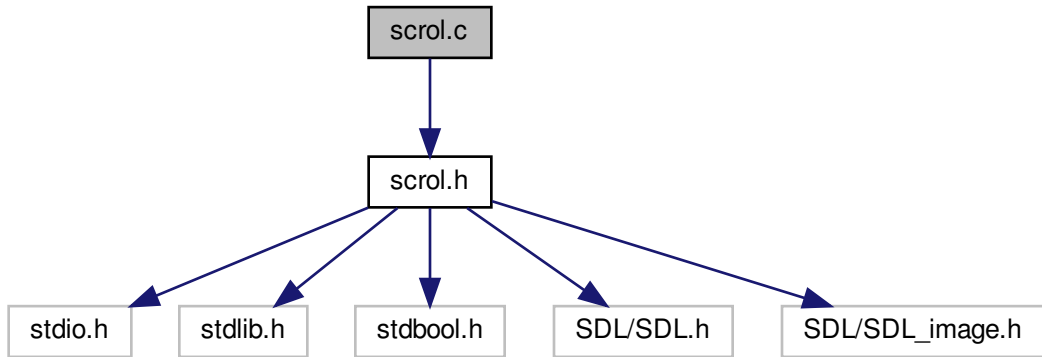 scrol.c
scrol.h
stdio.h
stdlib.h
stdbool.h
SDL/SDL.h
SDL/SDL_image.h